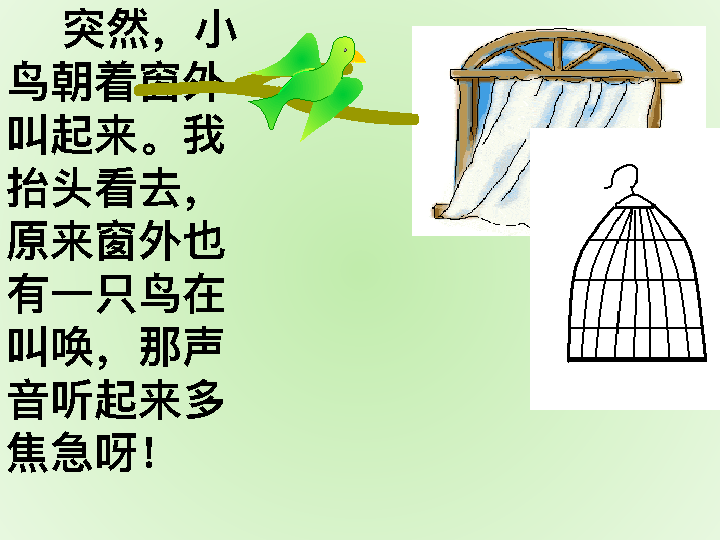 突然，小
鸟朝着窗外
叫起来。我
抬头看去，
原来窗外也
有一只鸟在
叫唤，那声
音听起来多
焦急呀！